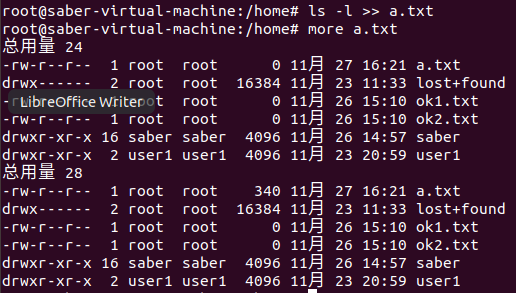 root@saber-virtual-machine:/home# ls -l >> a.txt
root@saber-virtual-machine:/home# more a.txt
总用量 24
-rw-r--r--  1 root  root      0 11月 27 16:21 a.txt
drwx------  2 root  root  16384 11月 23 11:33 lost+found
-rw-r--r--  1 root  root      0 11月 26 15:10 ok1.txt
LibreOffice Writer
-rw-r--r--  1 root  root      0 11月 26 15:10 ok2.txt
drwxr-xr-x 16 saber saber  4096 11月 26 14:57 saber
drwxr-xr-x  2 user1 user1  4096 11月 23 20:59 user1
总用量 28
-rw-r--r--  1 root  root    340 11月 27 16:21 a.txt
drwx------  2 root  root  16384 11月 23 11:33 lost+found
-rw-r--r--  1 root  root      0 11月 26 15:10 ok1.txt
-rw-r--r--  1 root  root      0 11月 26 15:10 ok2.txt
drwxr-xr-x 16 saber saber  4096 11月 26 14:57 saber
drwxr-xr-x  2 user1 user1  4096 11月 23 20:59 user1